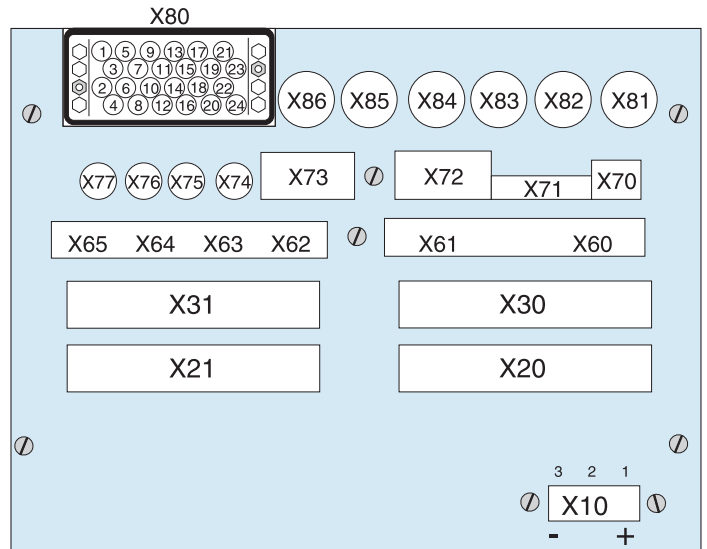 X80
1 5 9 13 17 21
3 7 11 15 19 23
2 6 10 14 18 22
4 8 12 16 20 24
X86 X85 X84 X83 X82 X81
X77 X76 X75 X74 X73 X72 X71 X70
X65 X64 X63 X62 X61 X60
X31 X30
X21 X20
3 2 1
X10
- +